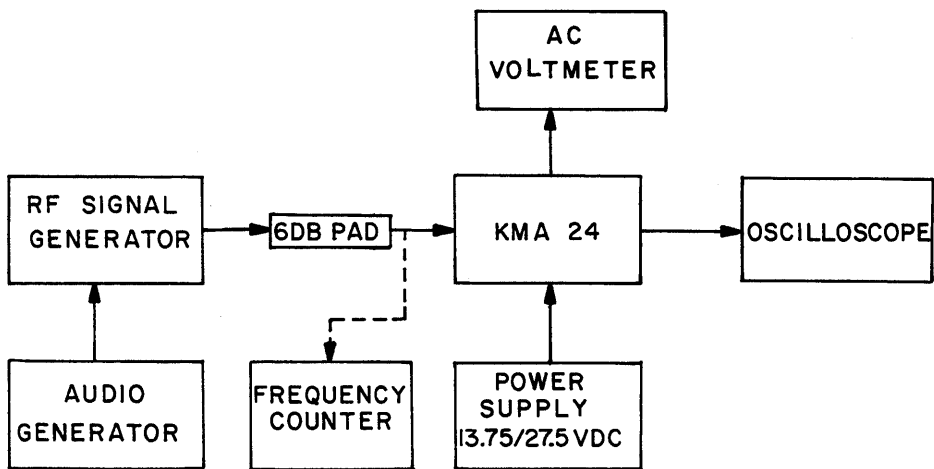 AC
VOLTMETER
RF SIGNAL
GENERATOR
6DB PAD
KMA 24
OSCILLOSCOPE
AUDIO
GENERATOR
FREQUENCY
COUNTER
POWER
SUPPLY
13.75/27.5 VDC